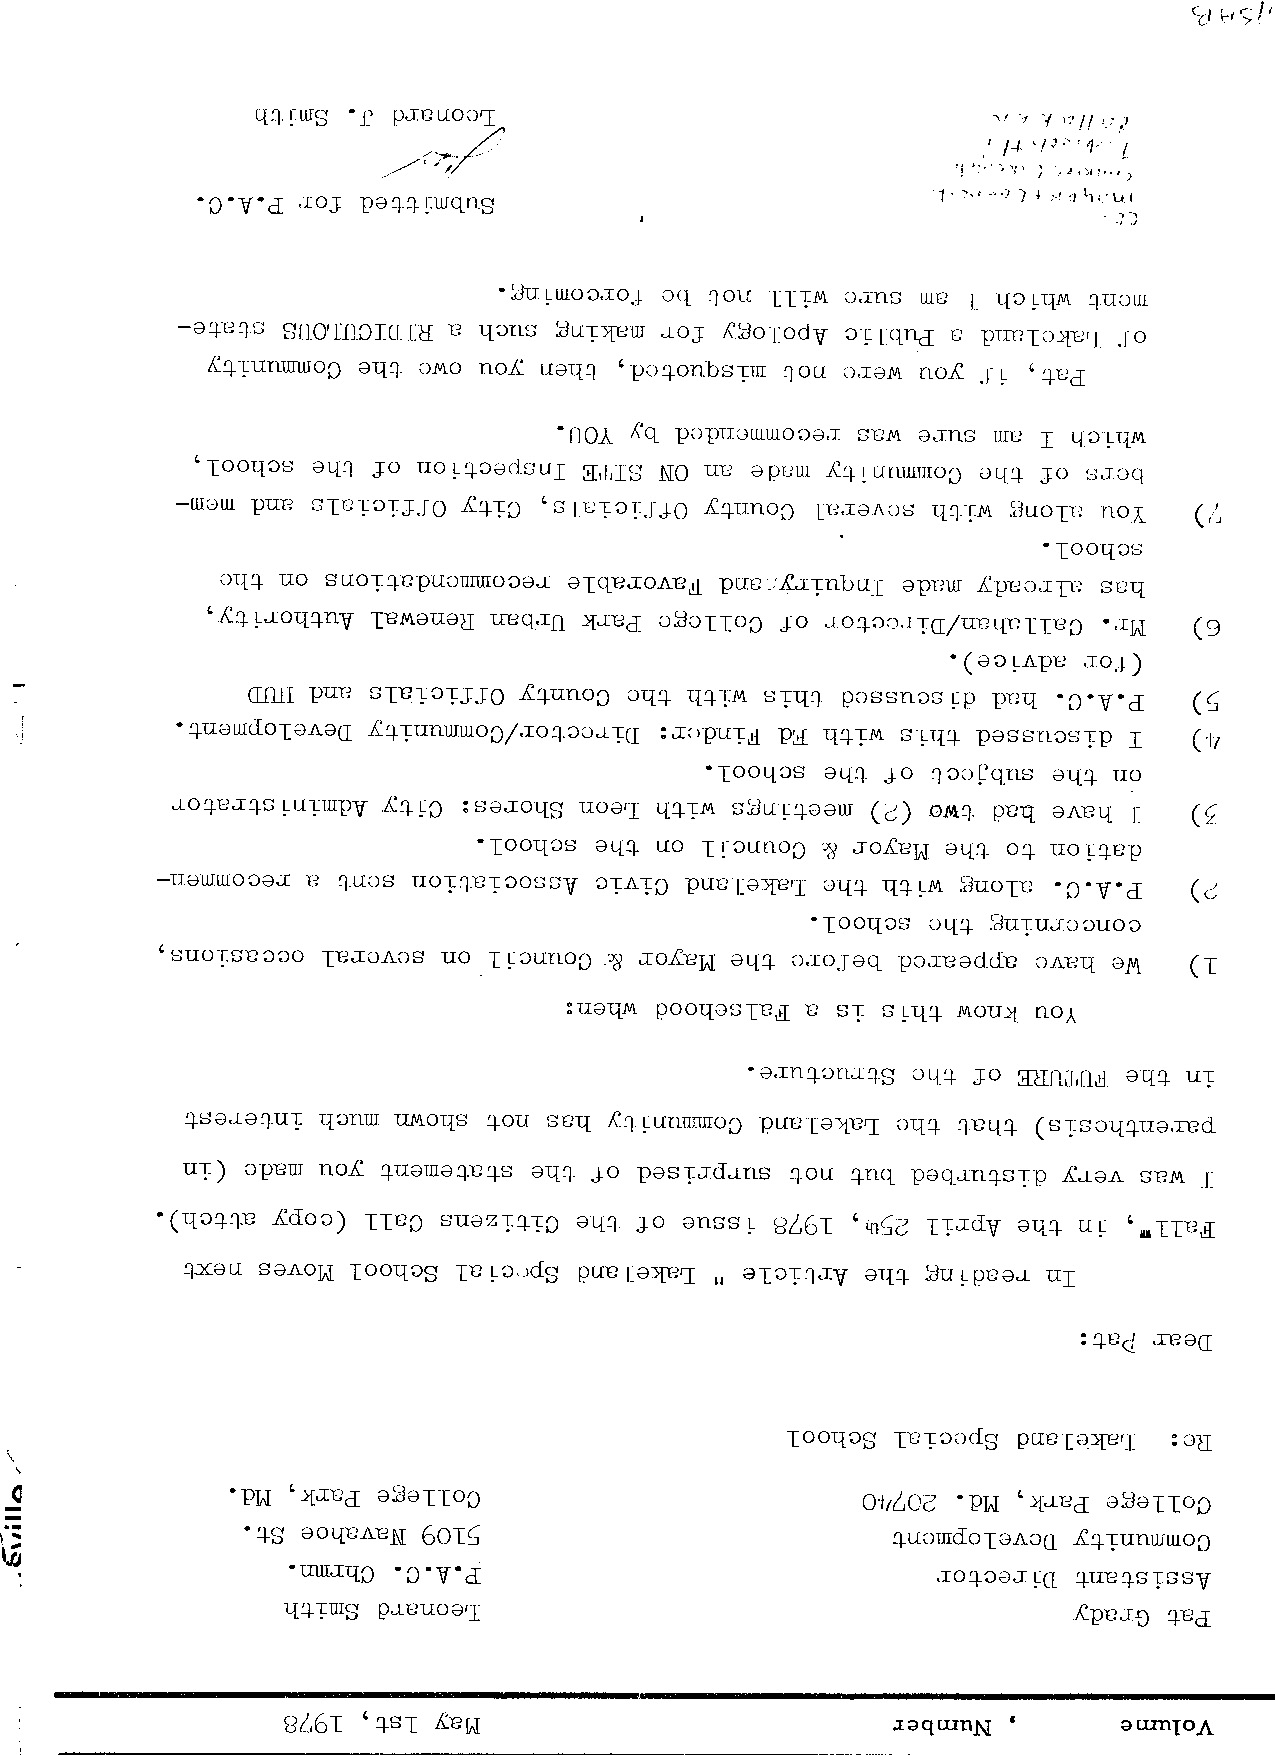 Volume , Number May 1st, 1978
Pat Grady Leonard Smith
Assistant Director P.A.C. Chrmn.
Community Development 5109 Navahoe St.
College Park, Md. 20740 College Park, Md.
Re: Lakeland Special School
Dear Pat:
In reading the Article " Lakeland Special School Moves next
Fall", in the April 25th, 1978 issue of the Citizens Call (copy attch).
I was very disturbed but not surprised of the statement you made (in
parenthesis) that the Lakeland Community has not shown much interest
in the FUTURE of the Structure.
You know this is a Falsehood when:
1) We have appeared before the Mayor & Council on several occasions,
concerning the school.
2) P.A.C. along with the Lakeland Civic Association sent a recommen-
dation to the Mayor & Council on the school.
3) I have had two (2) meetings with Leon Shores: City Administrator
on the subject of the school.
4) I discussed this with Ed Finder: Director/Community Development.
5) P.A.C. had discussed this with the County Officials and HUD
(for advice).
6) Mr. Callahan/Director of College Park Urban Renewal Authority,
has already made Inquiry/and Favorable recommendations on the
school.
7) You along with several County Officials, City Officials and mem-
bers of the Community made an ON SITE Inspection of the school,
which I am sure was recommended by YOU.
Pat, if you were not misquoted, then you owe the Community
of Lakeland a Public Apology for making such a RIDICULOUS state-
ment which I am sure will not be forcoming.
Submitted for P.A.C.
Leonard J. Smith
CC: